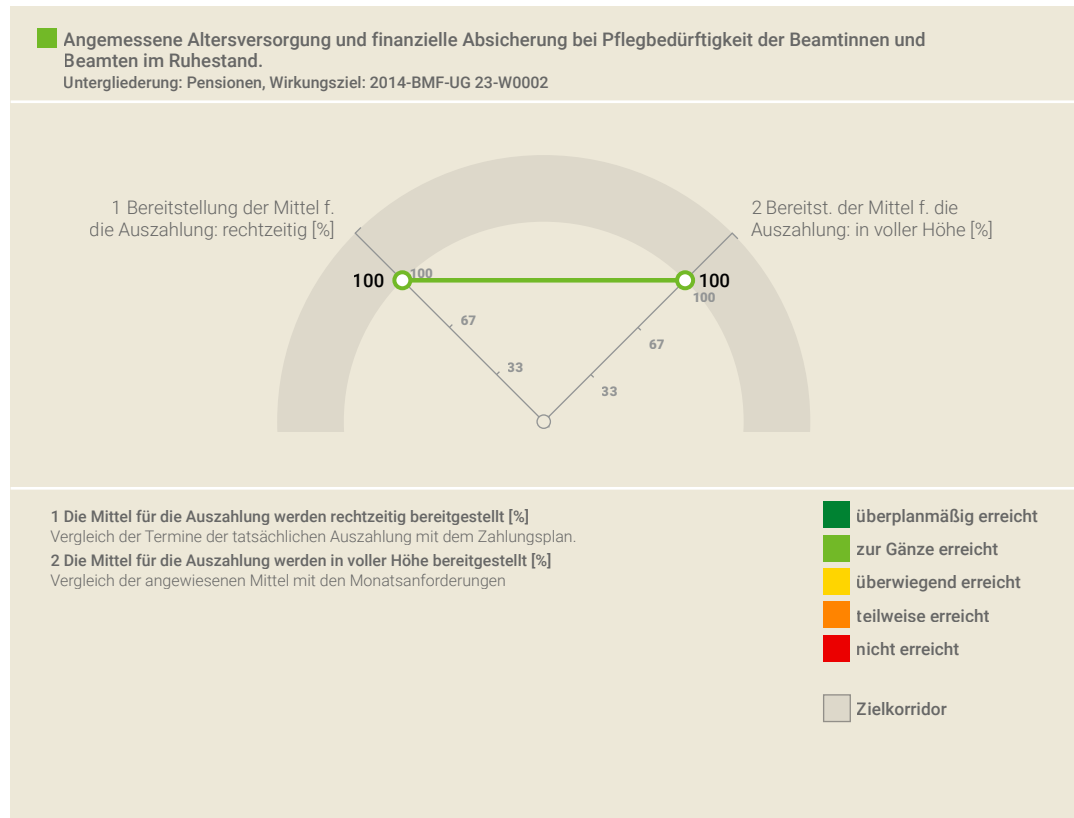 Angemessene Altersversorgung und finanzielle Absicherung bei Pflegbedürftigkeit der Beamtinnen und
Beamten im Ruhestand.
Untergliederung: Pensionen, Wirkungsziel: 2014-BMF-UG 23-W0002
1 Bereitstellung der Mittel f.
die Auszahlung: rechtzeitig [%]
2 Bereitst. der Mittel f. die
Auszahlung: in voller Höhe [%]
100
100
100
100
67
67
33
33
1 Die Mittel für die Auszahlung werden rechtzeitig bereitgestellt [%]
Vergleich der Termine der tatsächlichen Auszahlung mit dem Zahlungsplan.
2 Die Mittel für die Auszahlung werden in voller Höhe bereitgestellt [%]
Vergleich der angewiesenen Mittel mit den Monatsanforderungen
überplanmäßig erreicht
zur Gänze erreicht
überwiegend erreicht
teilweise erreicht
nicht erreicht
Zielkorridor